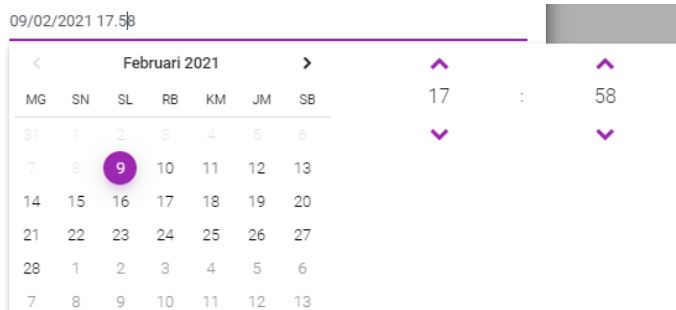 09/02/2021 17.58
Februari 2021
MG SN SL RB KM JM SB
31 1 2 3 4 5 6
7 8 9 10 11 12 13
14 15 16 17 18 19 20
21 22 23 24 25 26 27
28 1 2 3 4 5 6
7 8 9 10 11 12 13
17 : 58